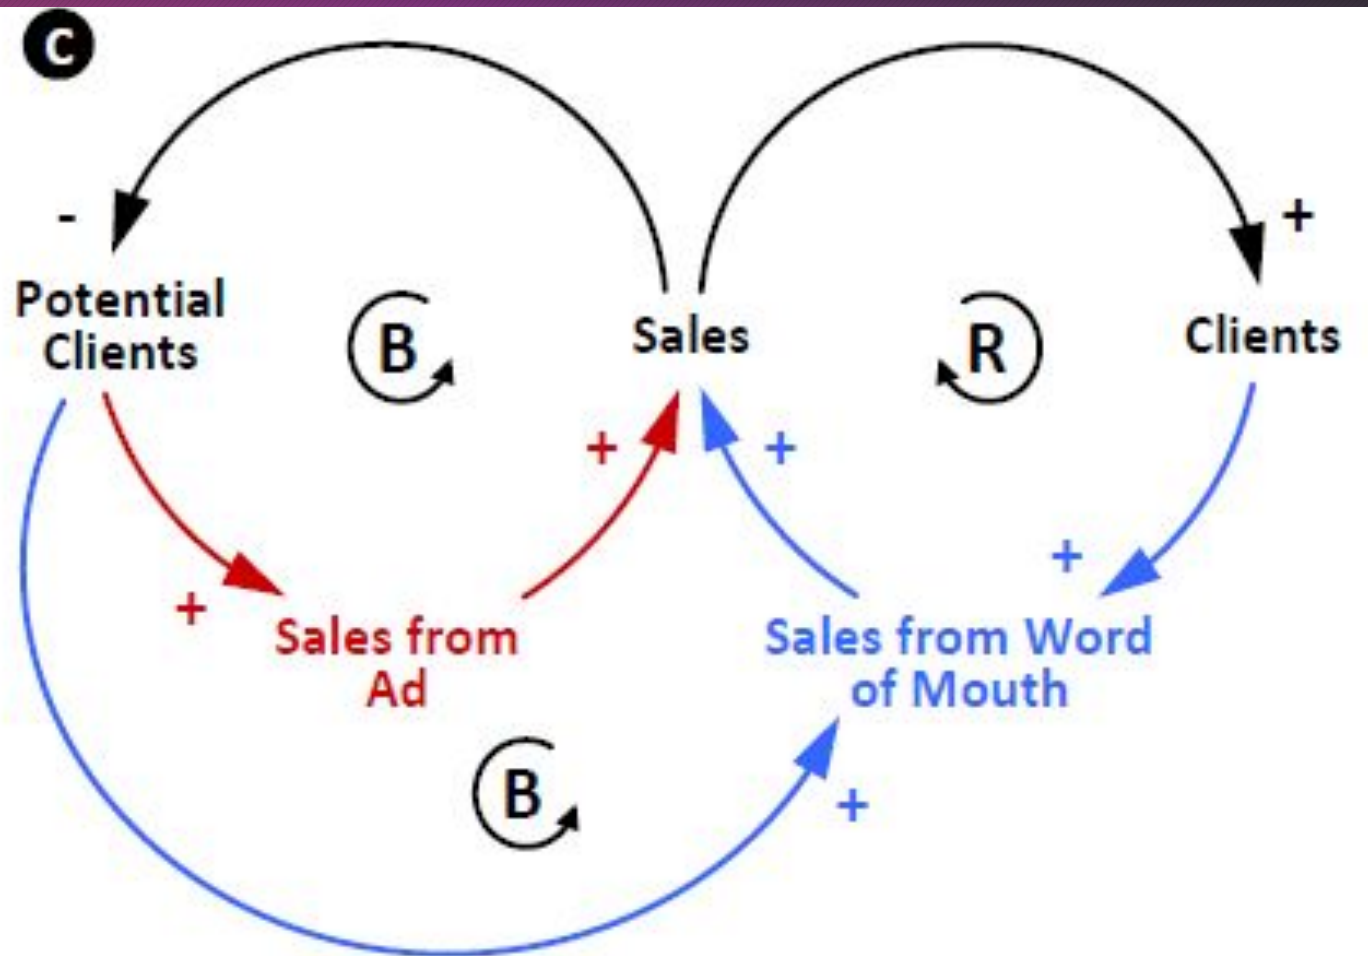 C
-
+
Potential
Clients
B
Sales
R
Clients
+
+
+
+
Sales from
Ad
Sales from Word
of Mouth
B
+